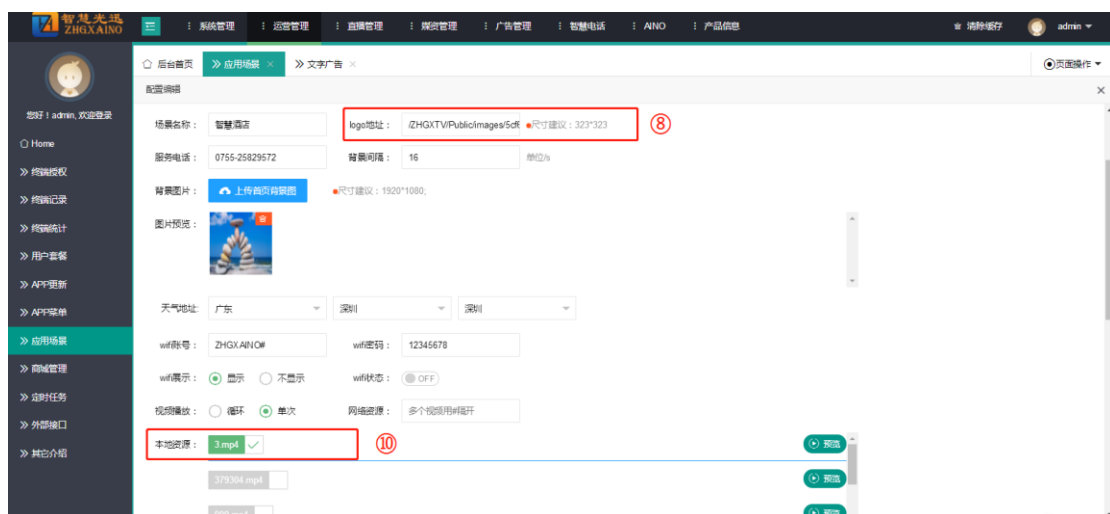 智慧光迅
ZHGXAINO
系统管理
运营管理
直播管理
媒资管理
广告管理
智慧电话
AINO
产品信息
清除缓存
admin
后台首页
应用场景 ×
文字广告 ×
页面操作
配置编辑
×
您好！admin, 欢迎登录
Home
终端授权
终端记录
终端统计
用户套餐
APP更新
APP菜单
应用场景
商城管理
定时任务
外部接口
其它介绍
场景名称： 智慧酒店 logo地址： /ZHGXTV/Public/images/5cf6 尺寸建议：323*323 ⑧
服务电话： 0755-25829572 背景间隔： 16 单位/s
背景图片： 上传首页背景图 尺寸建议：1920*1080;
图片预览：
天气地址: 广东 深圳 深圳
wifi账号： ZHGXAINO# wifi密码： 12345678
wifi展示： 显示 不显示 wifi状态： OFF
视频播放： 循环 单次 网络资源： 多个视频用#隔开
本地资源： 3.mp4 ⑩ 预览
379304.mp4 预览